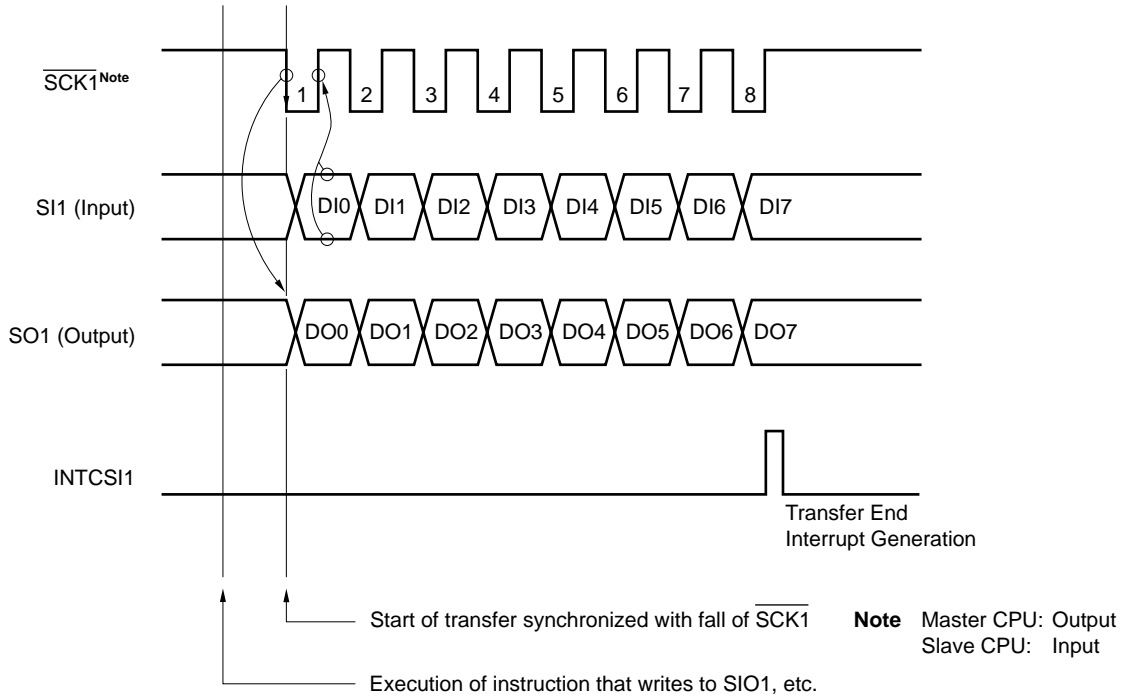 SCK1 Note
1 2 3 4 5 6 7 8
SI1 (Input)
DI0 DI1 DI2 DI3 DI4 DI5 DI6 DI7
SO1 (Output)
DO0 DO1 DO2 DO3 DO4 DO5 DO6 DO7
INTCSI1
Transfer End
Interrupt Generation
Start of transfer synchronized with fall of SCK1
Note Master CPU: Output
Slave CPU: Input
Execution of instruction that writes to SIO1, etc.